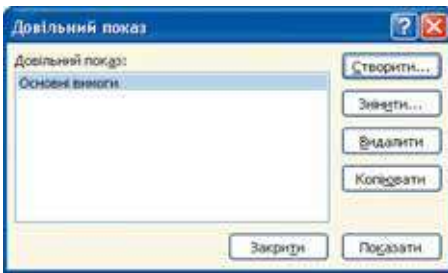 Довільний показ
Довільний показ:
Основні вимоги
Створити...
Змінити...
Видалити
Копіювати
Закрити
Показати